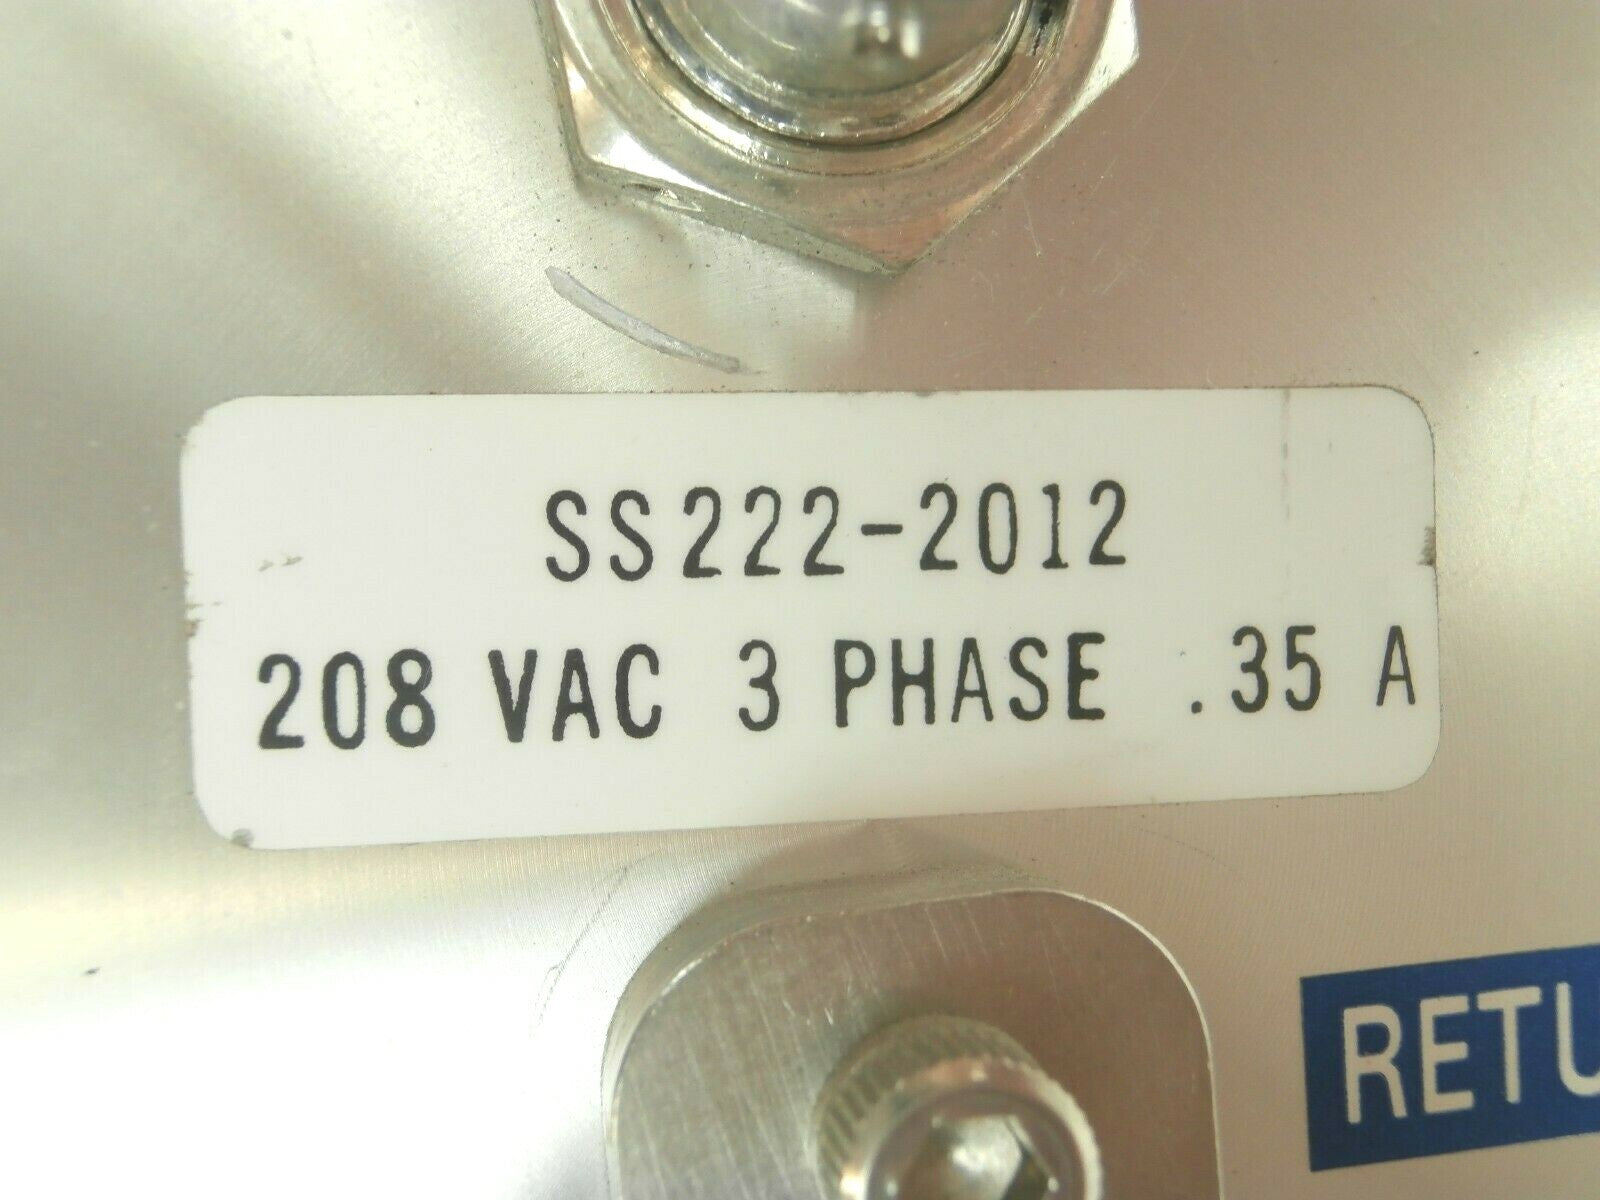 SS222-2012
208 VAC 3 PHASE .35 A
RETU